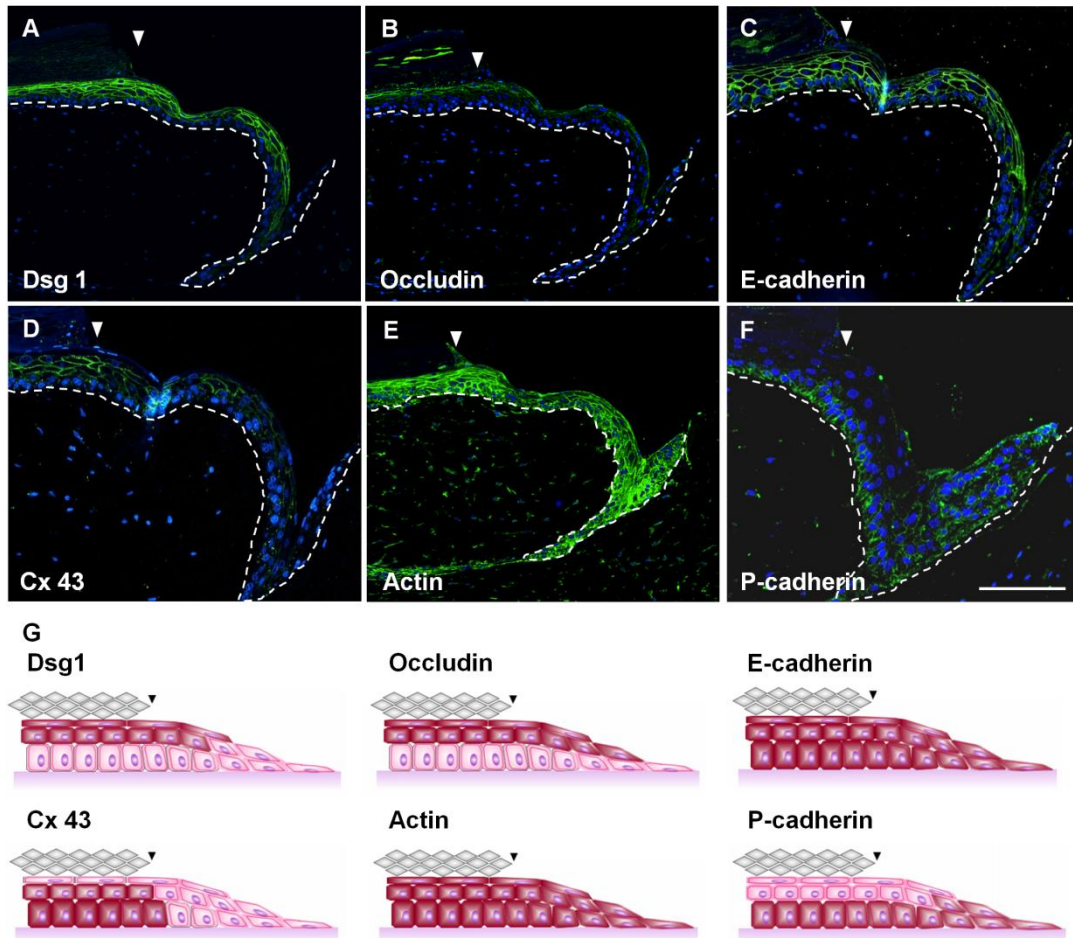 A
B
C
Dsg 1
Occludin
E-cadherin
D
E
F
Cx 43
Actin
P-cadherin
G
Dsg1
Occludin
E-cadherin
Cx 43
Actin
P-cadherin